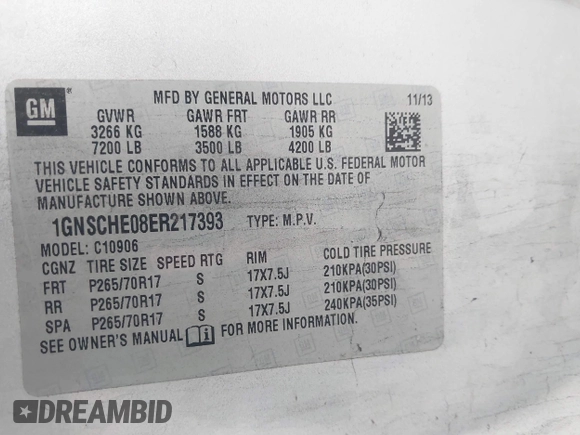 GM
®
MFD BY GENERAL MOTORS LLC 11/13
GVWR GAWR FRT GAWR RR
3266 KG 1588 KG 1905 KG
7200 LB 3500 LB 4200 LB
THIS VEHICLE CONFORMS TO ALL APPLICABLE U.S. FEDERAL MOTOR
VEHICLE SAFETY STANDARDS IN EFFECT ON THE DATE OF
MANUFACTURE SHOWN ABOVE.
1GNSCHE08ER217393 TYPE: M.P.V.
MODEL: C10906
CGNZ TIRE SIZE SPEED RTG RIM COLD TIRE PRESSURE
FRT P265/70R17 S 17X7.5J 210KPA(30PSI)
RR P265/70R17 S 17X7.5J 210KPA(30PSI)
SPA P265/70R17 S 17X7.5J 240KPA(35PSI)
SEE OWNER'S MANUAL FOR MORE INFORMATION.
DREAMBID